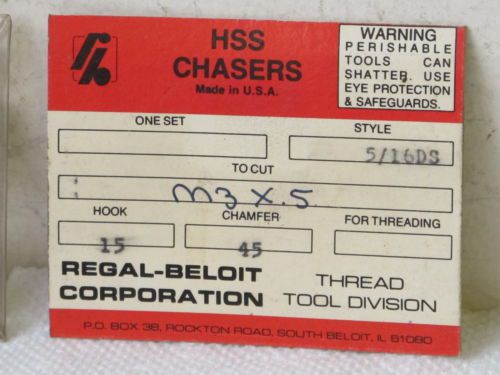 HSS
CHASERS
Made in U.S.A.
WARNING
PERISHABLE
TOOLS CAN
SHATTER. USE
EYE PROTECTION
& SAFEGUARDS.
ONE SET
STYLE
5/16DS
TO CUT
M3 X .5
HOOK
CHAMFER
FOR THREADING
15
45
REGAL-BELOIT
CORPORATION
THREAD
TOOL DIVISION
P.O. BOX 38, ROCKTON ROAD, SOUTH BELOIT, IL 61080